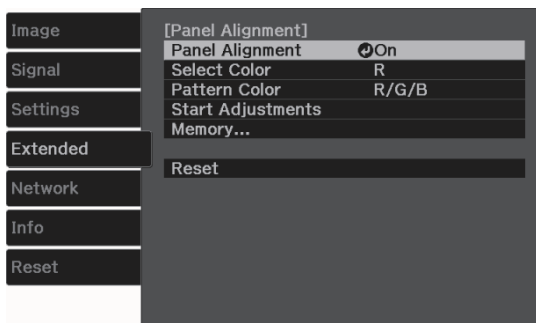 Image
Signal
Settings
Extended
Network
Info
Reset
[Panel Alignment]
Panel Alignment On
Select Color R
Pattern Color R/G/B
Start Adjustments
Memory...
Reset